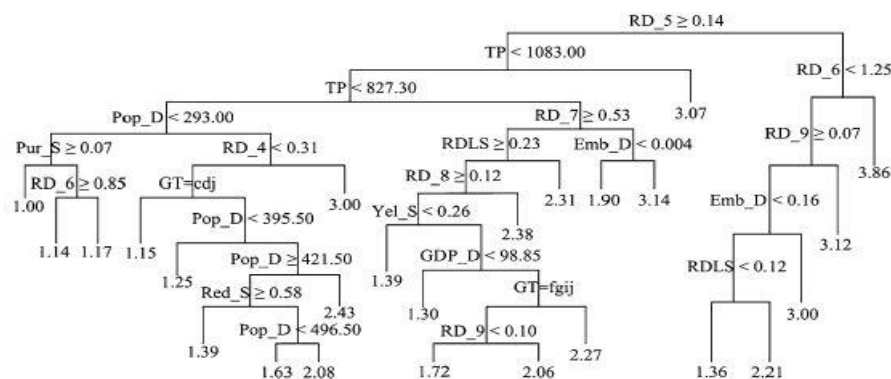 RD_5 ≥ 0.14
TP < 1083.00
RD_6 < 1.25
TP < 827.30
3.07
Pop_D < 293.00
RD_7 ≥ 0.53
RD_9 ≥ 0.07
3.86
Pur_S ≥ 0.07
RD_4 < 0.31
RDLS ≥ 0.23
Emb_D < 0.004
RD_6 ≥ 0.85
GT=cdj
RD_8 ≥ 0.12
Emb_D < 0.16
1.00
3.00
2.31
1.90
3.14
Pop_D < 395.50
Yel_S < 0.26
2.38
3.12
1.14
1.17
1.15
GDP_D < 98.85
Pop_D ≥ 421.50
1.39
RDLS < 0.12
1.25
GT=fgij
Red_S ≥ 0.58
2.43
1.30
3.00
Pop_D < 496.50
RD_9 < 0.10
1.39
2.27
1.63
2.08
1.72
2.06
1.36
2.21